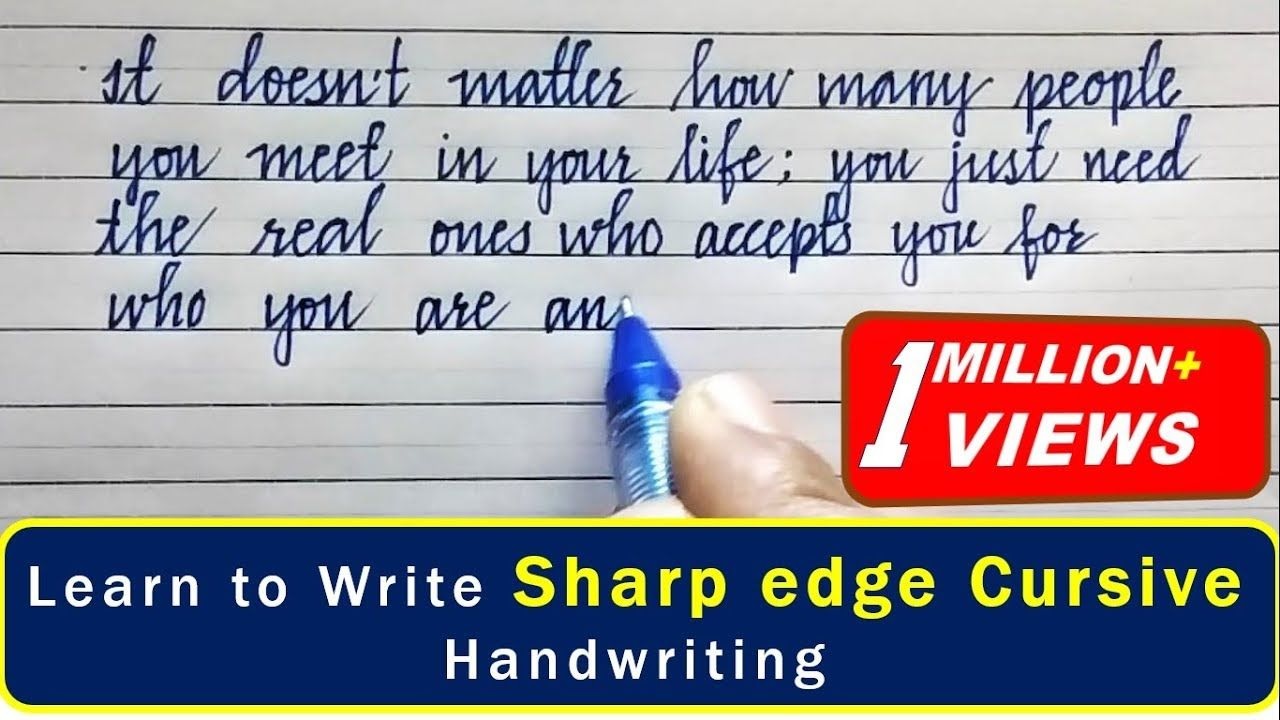 It doesn't matter how many people
you meet in your life; you just need
the real ones who accepts you for
who you are an
1 MILLION+
VIEWS
Learn to Write Sharp edge Cursive
Handwriting